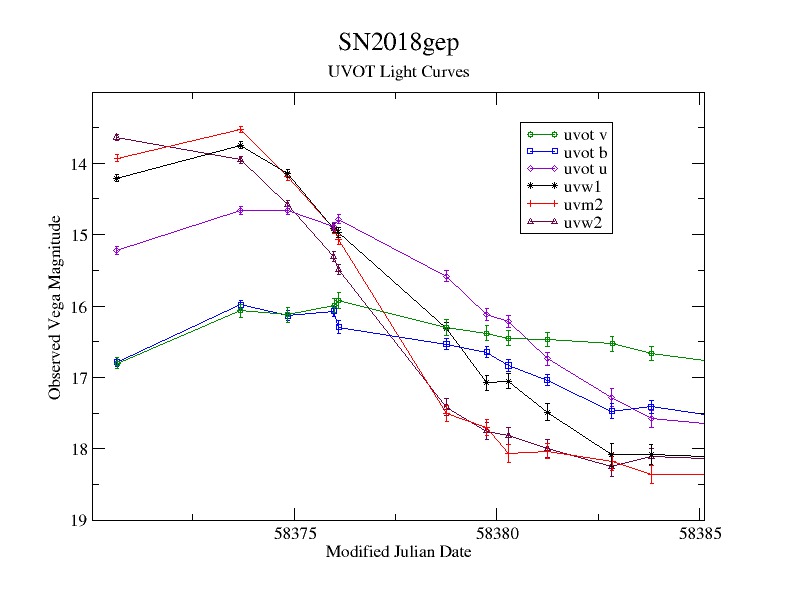 SN2018gep
UVOT Light Curves
uvot v
uvot b
uvot u
uvw1
uvm2
uvw2
Observed Vega Magnitude
14
15
16
17
18
19
58375
58380
58385
Modified Julian Date